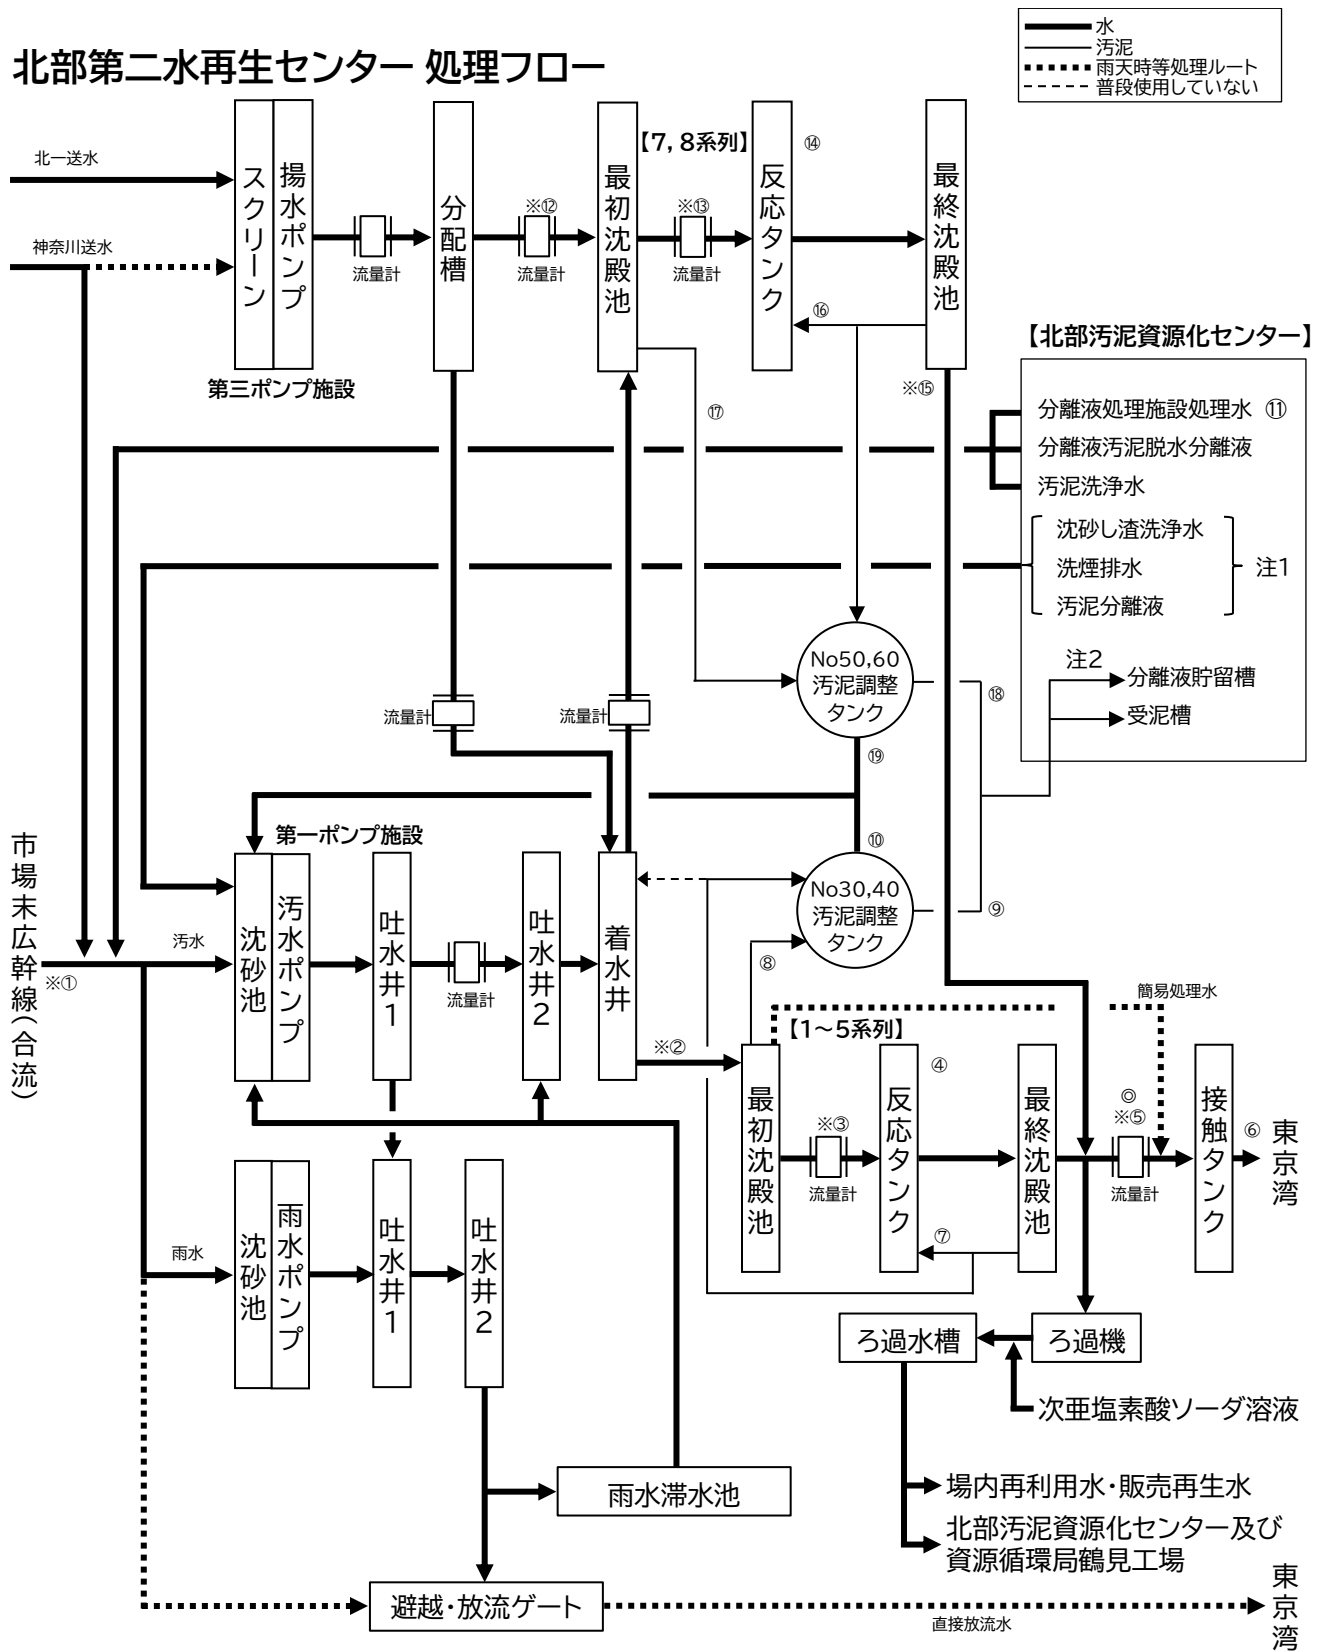 水
汚泥
雨天時等処理ルート
普段使用していない
北部第二水再生センター 処理フロー
北一送水
神奈川送水
スクリーン
揚水ポンプ
第三ポンプ施設
流量計
分配槽
※⑫
流量計
最初沈殿池
【7, 8系列】
※⑬
流量計
反応タンク
⑭
最終沈殿池
⑯
⑰
※⑮
【北部汚泥資源化センター】
分離液処理施設処理水 ⑪
分離液汚泥脱水分離液
汚泥洗浄水
沈砂し渣洗浄水
洗煙排水
汚泥分離液
注1
注2
分離液貯留槽
受泥槽
No50,60
汚泥調整
タンク
⑱
流量計
流量計
⑲
⑩
第一ポンプ施設
市場末広幹線(合流)
※①
汚水
沈砂池
汚水ポンプ
吐水井1
流量計
吐水井2
着水井
No30,40
汚泥調整
タンク
⑨
⑧
※②
【1~5系列】
簡易処理水
最初沈殿池
※③
流量計
反応タンク
④
⑦
最終沈殿池
◎
※⑤
流量計
接触タンク
⑥
東京湾
雨水
沈砂池
雨水ポンプ
吐水井1
吐水井2
ろ過水槽
ろ過機
次亜塩素酸ソーダ溶液
雨水滞水池
場内再利用水・販売再生水
北部汚泥資源化センター及び
資源循環局鶴見工場
避越・放流ゲート
直接放流水
東京湾